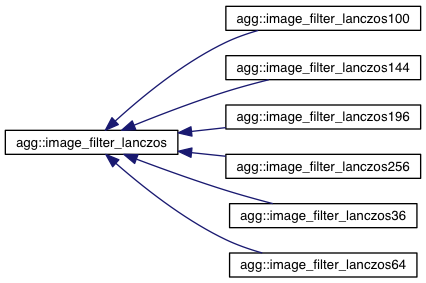 agg::image_filter_lanczos100
agg::image_filter_lanczos144
agg::image_filter_lanczos196
agg::image_filter_lanczos
agg::image_filter_lanczos256
agg::image_filter_lanczos36
agg::image_filter_lanczos64